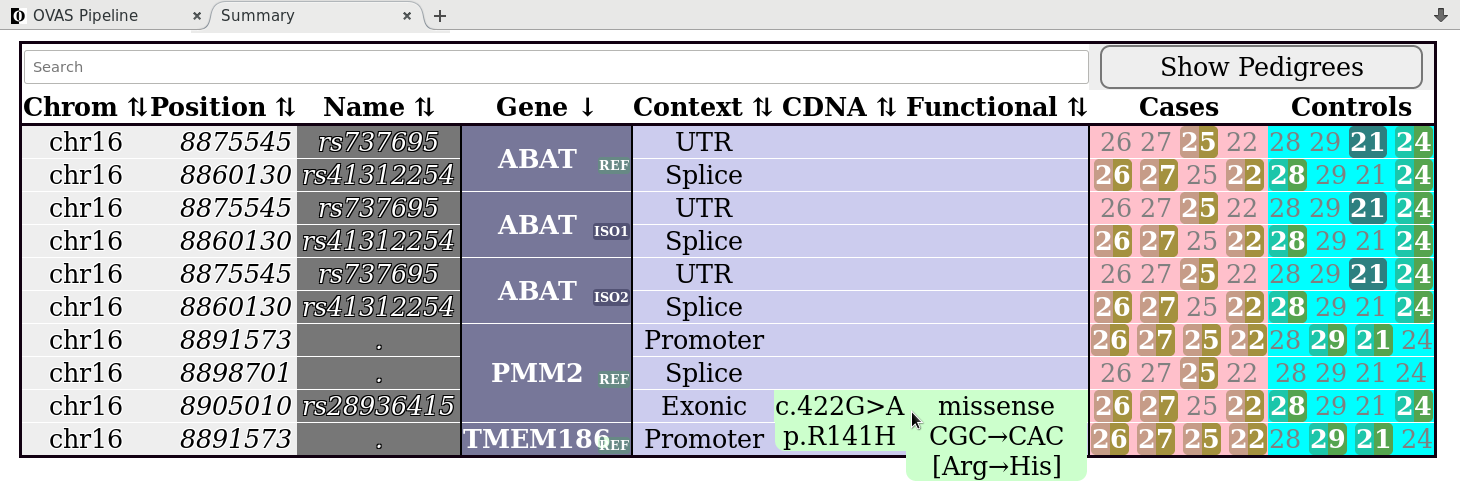 OVAS Pipeline × Summary × +
Search Show Pedigrees
Chrom ⇅ Position ⇅ Name ⇅ Gene ↓ Context ⇅ CDNA ⇅ Functional ⇅ Cases Controls
chr16 8875545 rs737695 ABAT REF UTR 26 27 25 22 28 29 21 24
chr16 8860130 rs41312254 Splice 26 27 25 22 28 29 21 24
chr16 8875545 rs737695 ABAT ISO1 UTR 26 27 25 22 28 29 21 24
chr16 8860130 rs41312254 Splice 26 27 25 22 28 29 21 24
chr16 8875545 rs737695 ABAT ISO2 UTR 26 27 25 22 28 29 21 24
chr16 8860130 rs41312254 Splice 26 27 25 22 28 29 21 24
chr16 8891573 . Promoter 26 27 25 22 28 29 21 24
chr16 8898701 . PMM2 REF Splice 26 27 25 22 28 29 21 24
chr16 8905010 rs28936415 Exonic c.422G>A missense 26 27 25 22 28 29 21 24
chr16 8891573 . TMEM186 REF Promoter p.R141H CGC→CAC 26 27 25 22 28 29 21 24
[Arg→His]